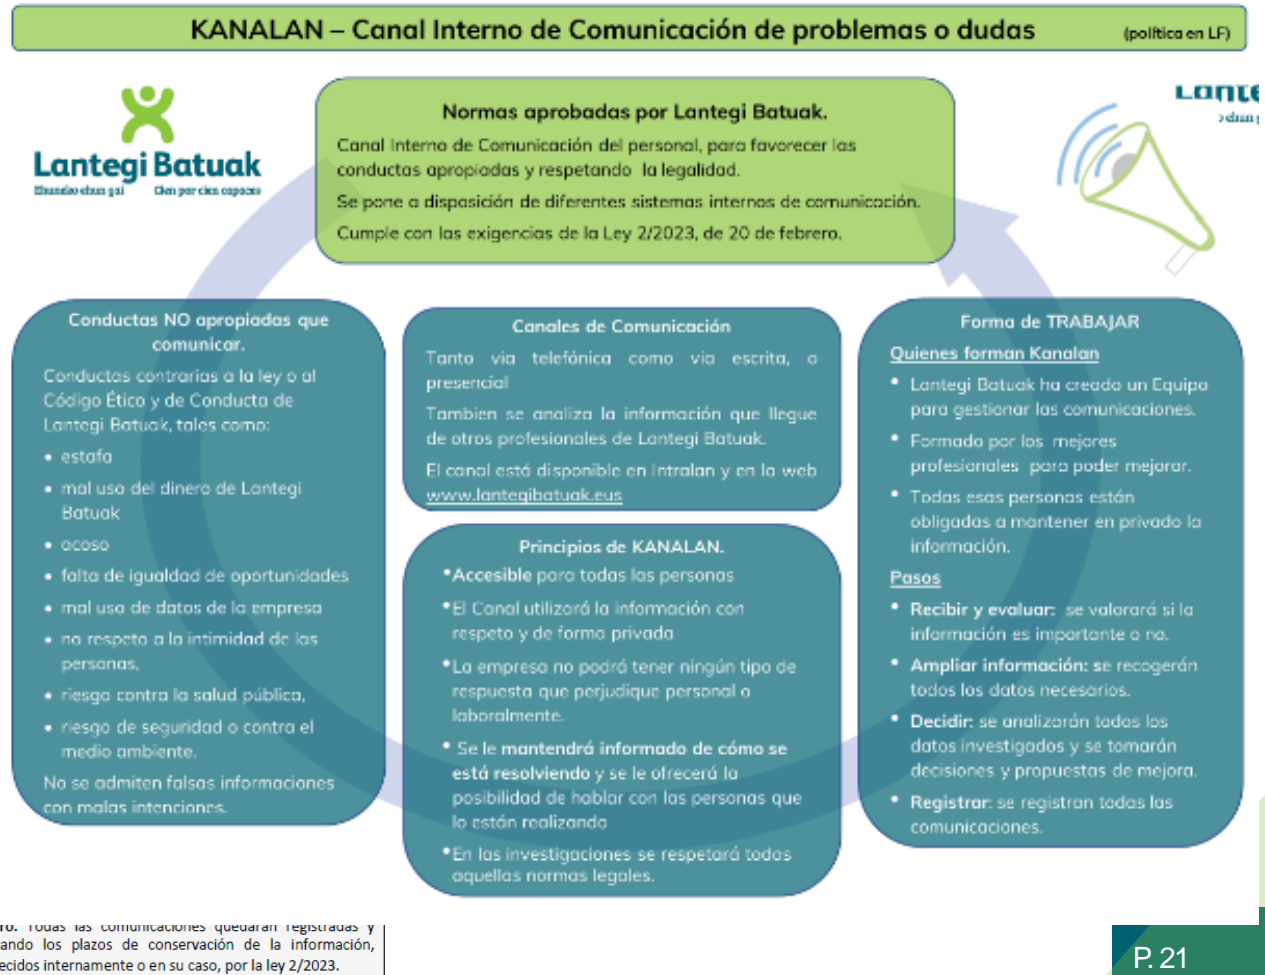 KANALAN – Canal Interno de Comunicación de problemas o dudas
(política en LF)
Lantegi Batuak
Ehuneko ehun gai
Cien por cien capaces
Normas aprobadas por Lantegi Batuak.
Canal Interno de Comunicación del personal, para favorecer las
conductas apropiadas y respetando la legalidad.
Se pone a disposición de diferentes sistemas internos de comunicación.
Cumple con las exigencias de la Ley 2/2023, de 20 de febrero.
Lante
Conductas NO apropiadas que
comunicar.
Conductas contrarias a la ley o al
Código Ético y de Conducta de
Lantegi Batuak, tales como:
• estafa
• mal uso del dinero de Lantegi
Batuak
• acoso
• falta de igualdad de oportunidades
• mal uso de datos de la empresa
• no respeto a la intimidad de las
personas,
• riesgo contra la salud pública,
• riesgo de seguridad o contra el
medio ambiente.
No se admiten falsas informaciones
con malas intenciones.
Canales de Comunicación
Tanto via telefónica como via escrita, o
presencial
Tambien se analiza la información que llegue
de otros profesionales de Lantegi Batuak.
El canal está disponible en Intralan y en la web
www.lantegibatuak.eus
Principios de KANALAN.
•Accesible para todas las personas
•El Canal utilizará la información con
respeto y de forma privada
•La empresa no podrá tener ningún tipo de
respuesta que perjudique personal o
laboralmente.
• Se le mantendrá informado de cómo se
está resolviendo y se le ofrecerá la
posibilidad de hablar con las personas que
lo están realizando
•En las investigaciones se respetará todas
aquellas normas legales.
Forma de TRABAJAR
Quienes forman Kanalan
• Lantegi Batuak ha creado un Equipo
para gestionar las comunicaciones.
• Formado por los mejores
profesionales para poder mejorar.
• Todas esas personas están
obligadas a mantener en privado la
información.
Pasos
• Recibir y evaluar: se valorará si la
información es importante o no.
• Ampliar información: se recogerán
todos los datos necesarios.
• Decidir: se analizarán todos los
datos investigados y se tomarán
decisiones y propuestas de mejora.
• Registrar: se registran todas las
comunicaciones.
ro. Todas las comunicaciones quedarán registradas y
ando los plazos de conservación de la información,
ecidos internamente o en su caso, por la ley 2/2023.
P. 21